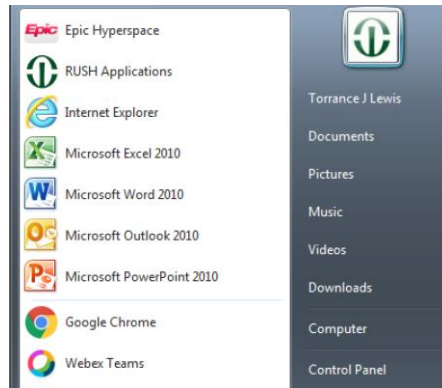 Epic Epic Hyperspace
RUSH Applications
Internet Explorer
Microsoft Excel 2010
Microsoft Word 2010
Microsoft Outlook 2010
Microsoft PowerPoint 2010
Google Chrome
Webex Teams
Torrance J Lewis
Documents
Pictures
Music
Videos
Downloads
Computer
Control Panel